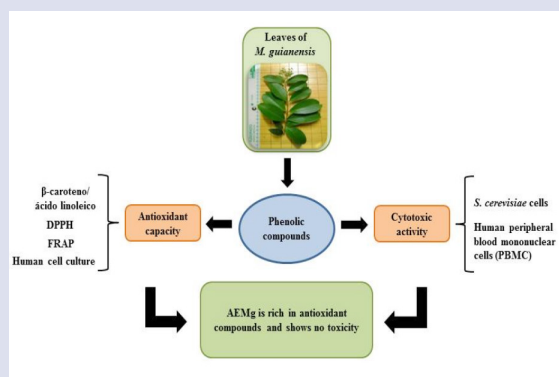 Leaves of
M. guianensis
β-caroteno/
ácido linoleico
DPPH
FRAP
Human cell culture
Antioxidant
capacity
Phenolic
compounds
Cytotoxic
activity
S. cerevisiae cells
Human peripheral
blood mononuclear
cells (PBMC)
AEMg is rich in antioxidant
compounds and shows no toxicity